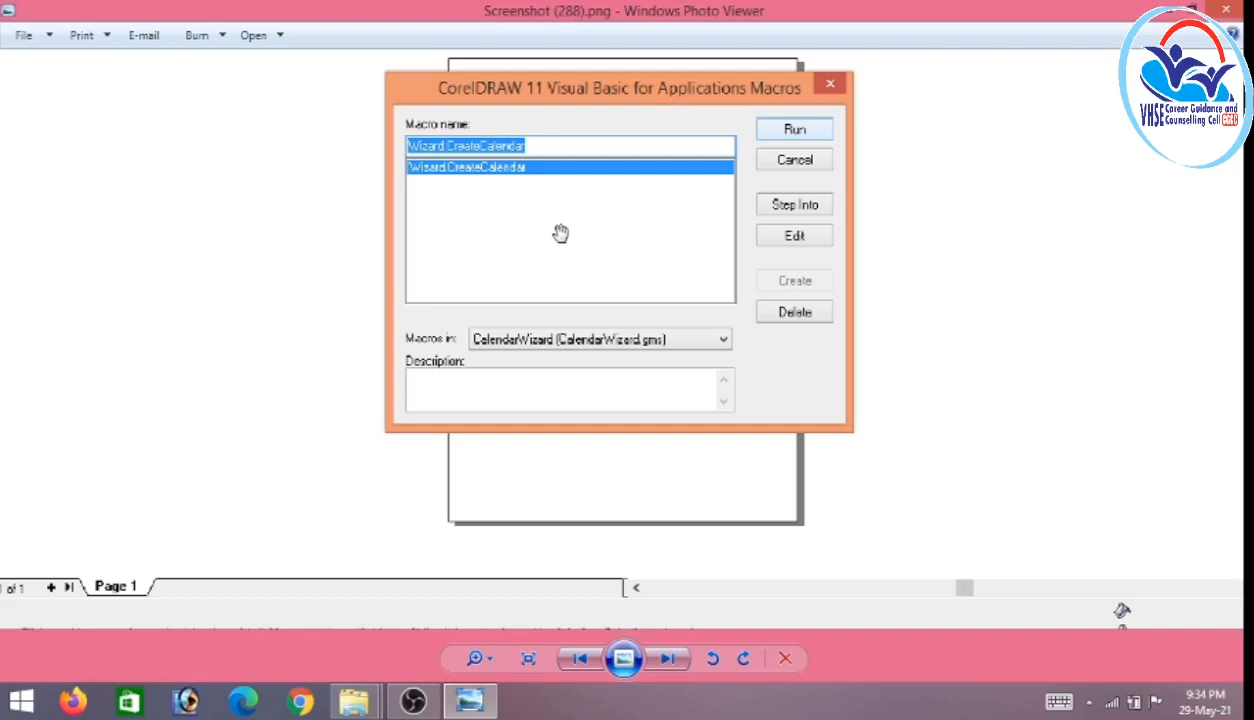 Screenshot (288).png - Windows Photo Viewer
File Print E-mail Burn Open
VHSE Career Guidance and
Counselling Cell
CorelDRAW 11 Visual Basic for Applications Macros
Macro name:
Wizard.CreateCalendar
Wizard.CreateCalendar
Run
Cancel
Step Into
Edit
Create
Delete
Macros in: CalendarWizard (CalendarWizard.gms)
Description:
1 of 1 Page 1
9:34 PM
29-May-21